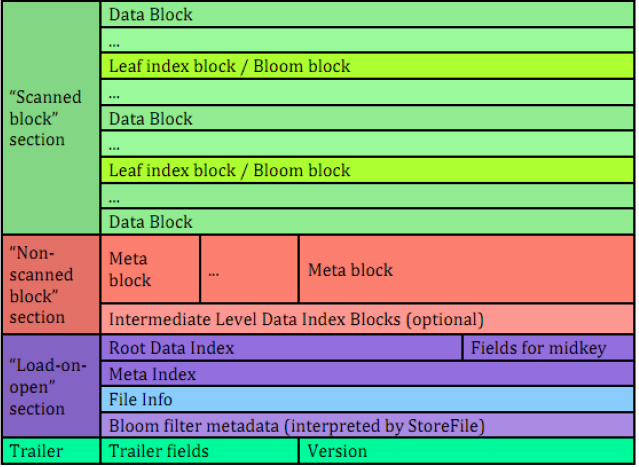 "Scanned
block"
section
Data Block
...
Leaf index block / Bloom block
...
Data Block
...
Leaf index block / Bloom block
...
Data Block
"Non-
scanned
block"
section
Meta
block
...
Meta block
Intermediate Level Data Index Blocks (optional)
"Load-on-
open"
section
Root Data Index
Fields for midkey
Meta Index
File Info
Bloom filter metadata (interpreted by StoreFile)
Trailer
Trailer fields
Version